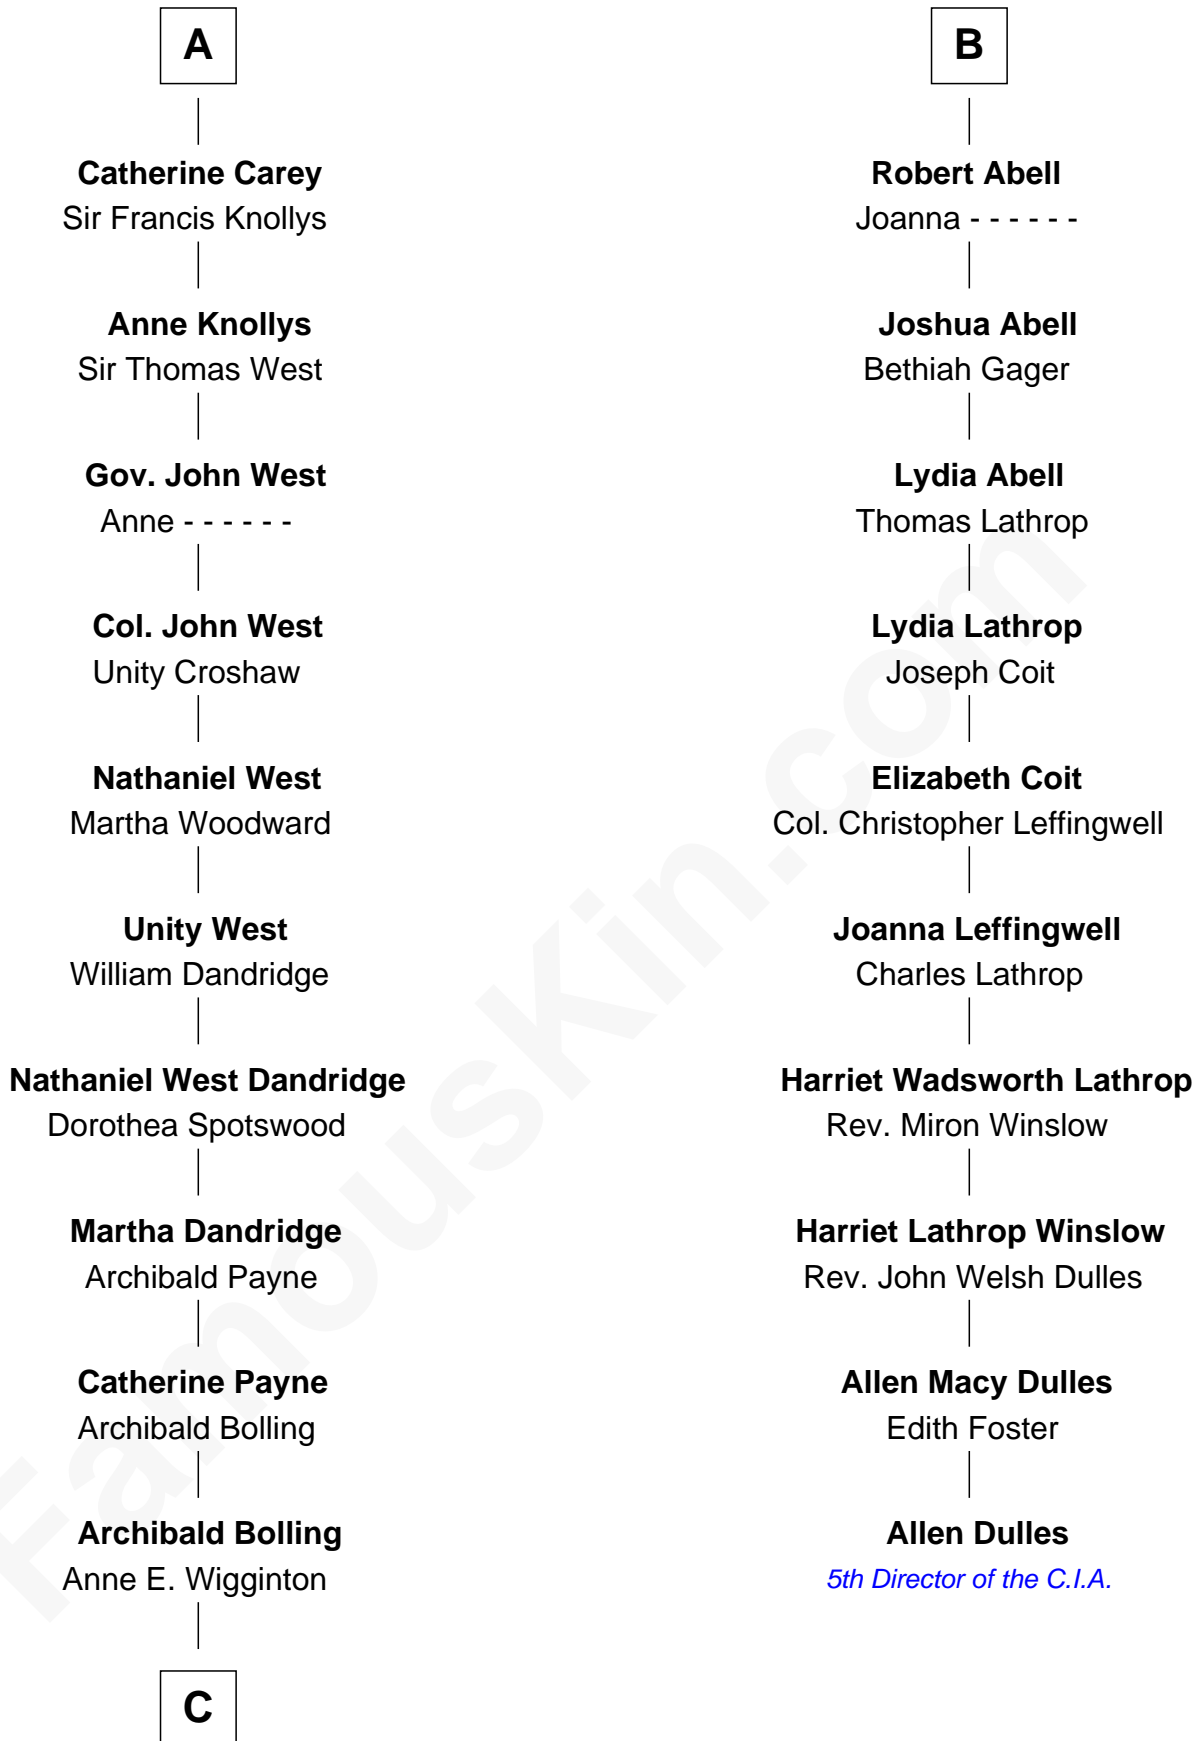 A
Catherine Carey
Sir Francis Knollys
Anne Knollys
Sir Thomas West
Gov. John West
Anne - - - - - -
Col. John West
Unity Croshaw
Nathaniel West
Martha Woodward
Unity West
William Dandridge
Nathaniel West Dandridge
Dorothea Spotswood
Martha Dandridge
Archibald Payne
Catherine Payne
Archibald Bolling
Archibald Bolling
Anne E. Wigginton
C
B
Robert Abell
Joanna - - - - - -
Joshua Abell
Bethiah Gager
Lydia Abell
Thomas Lathrop
Lydia Lathrop
Joseph Coit
Elizabeth Coit
Col. Christopher Leffingwell
Joanna Leffingwell
Charles Lathrop
Harriet Wadsworth Lathrop
Rev. Miron Winslow
Harriet Lathrop Winslow
Rev. John Welsh Dulles
Allen Macy Dulles
Edith Foster
Allen Dulles
5th Director of the C.I.A.
FamousKin.com